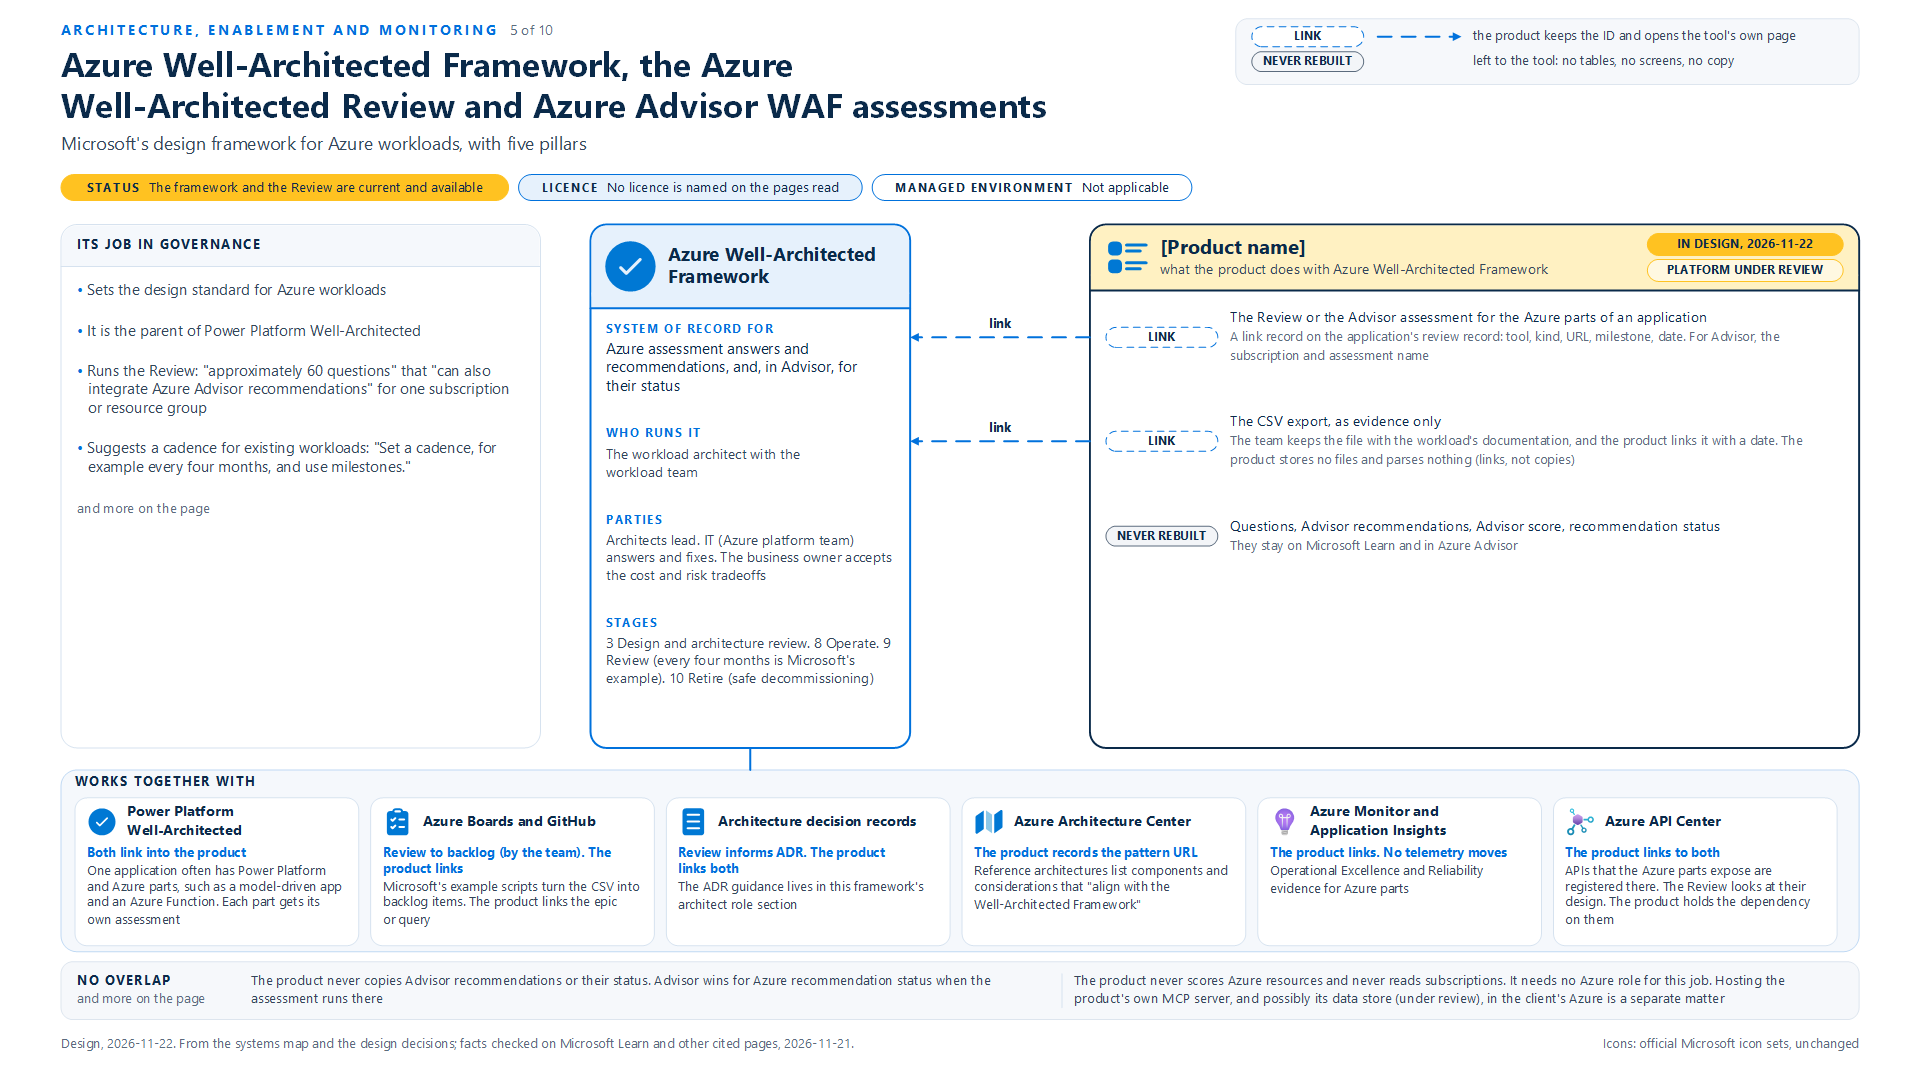 ARCHITECTURE, ENABLEMENT AND MONITORING 5 of 10
Azure Well-Architected Framework, the Azure
Well-Architected Review and Azure Advisor WAF assessments
Microsoft's design framework for Azure workloads, with five pillars
LINK the product keeps the ID and opens the tool's own page
NEVER REBUILT left to the tool: no tables, no screens, no copy
STATUS The framework and the Review are current and available
LICENCE No licence is named on the pages read
MANAGED ENVIRONMENT Not applicable
ITS JOB IN GOVERNANCE
• Sets the design standard for Azure workloads
• It is the parent of Power Platform Well-Architected
• Runs the Review: "approximately 60 questions" that "can also
integrate Azure Advisor recommendations" for one subscription
or resource group
• Suggests a cadence for existing workloads: "Set a cadence, for
example every four months, and use milestones."
and more on the page
Azure Well-Architected
Framework
SYSTEM OF RECORD FOR
Azure assessment answers and
recommendations, and, in Advisor, for
their status
WHO RUNS IT
The workload architect with the
workload team
PARTIES
Architects lead. IT (Azure platform team)
answers and fixes. The business owner accepts
the cost and risk tradeoffs
STAGES
3 Design and architecture review. 8 Operate. 9
Review (every four months is Microsoft's
example). 10 Retire (safe decommissioning)
link
link
[Product name]
what the product does with Azure Well-Architected Framework
IN DESIGN, 2026-11-22
PLATFORM UNDER REVIEW
LINK
The Review or the Advisor assessment for the Azure parts of an application
A link record on the application's review record: tool, kind, URL, milestone, date. For Advisor, the
subscription and assessment name
LINK
The CSV export, as evidence only
The team keeps the file with the workload's documentation, and the product links it with a date. The
product stores no files and parses nothing (links, not copies)
NEVER REBUILT
Questions, Advisor recommendations, Advisor score, recommendation status
They stay on Microsoft Learn and in Azure Advisor
WORKS TOGETHER WITH
Power Platform
Well-Architected
Both link into the product
One application often has Power Platform
and Azure parts, such as a model-driven app
and an Azure Function. Each part gets its
own assessment
Azure Boards and GitHub
Review to backlog (by the team). The
product links
Microsoft's example scripts turn the CSV into
backlog items. The product links the epic
or query
Architecture decision records
Review informs ADR. The product
links both
The ADR guidance lives in this framework's
architect role section
Azure Architecture Center
The product records the pattern URL
Reference architectures list components and
considerations that "align with the
Well-Architected Framework"
Azure Monitor and
Application Insights
The product links. No telemetry moves
Operational Excellence and Reliability
evidence for Azure parts
Azure API Center
The product links to both
APIs that the Azure parts expose are
registered there. The Review looks at their
design. The product holds the dependency
on them
NO OVERLAP
and more on the page
The product never copies Advisor recommendations or their status. Advisor wins for Azure recommendation status when the
assessment runs there
The product never scores Azure resources and never reads subscriptions. It needs no Azure role for this job. Hosting the
product's own MCP server, and possibly its data store (under review), in the client's Azure is a separate matter
Design, 2026-11-22. From the systems map and the design decisions; facts checked on Microsoft Learn and other cited pages, 2026-11-21.
Icons: official Microsoft icon sets, unchanged